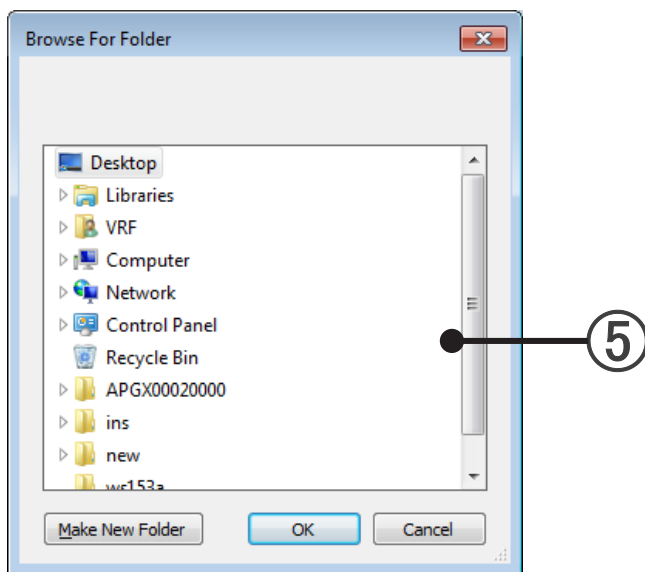 Browse For Folder
Desktop
Libraries
VRF
Computer
Network
Control Panel
⑤
Recycle Bin
APGX00020000
ins
new
wr153a
Make New Folder
OK
Cancel